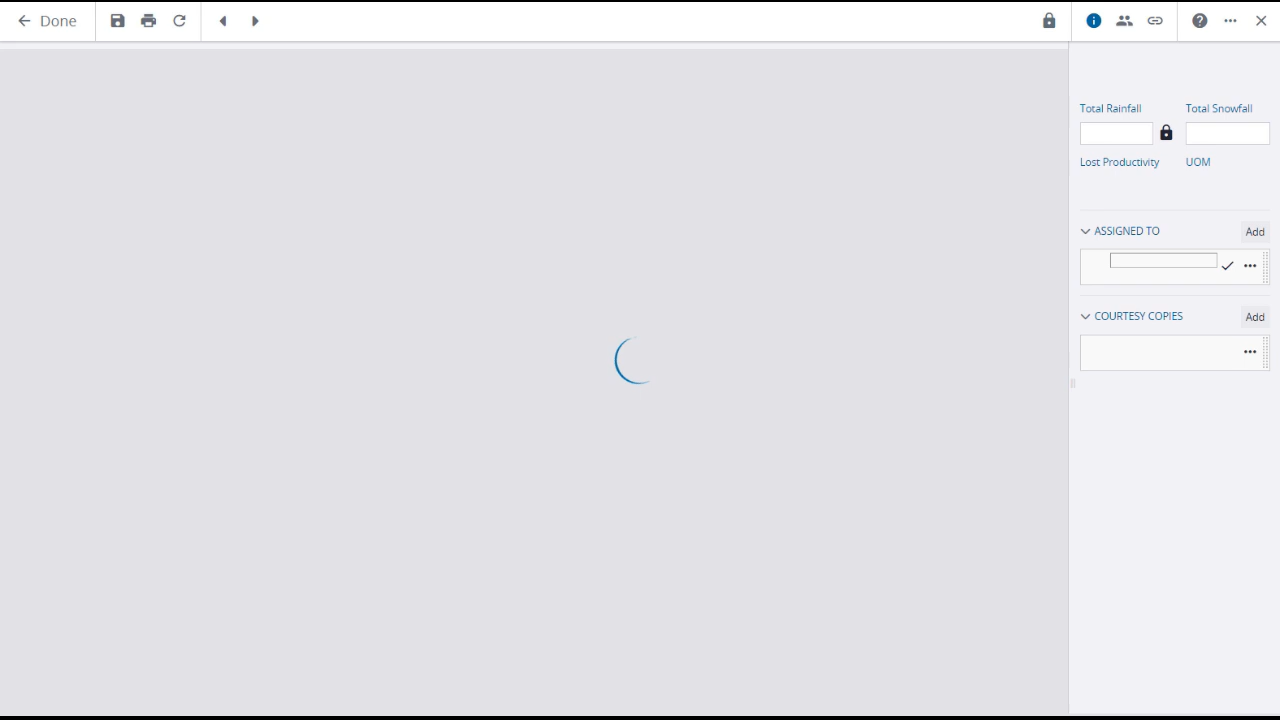 Done
Total Rainfall Total Snowfall
Lost Productivity UOM
ASSIGNED TO Add
COURTESY COPIES Add